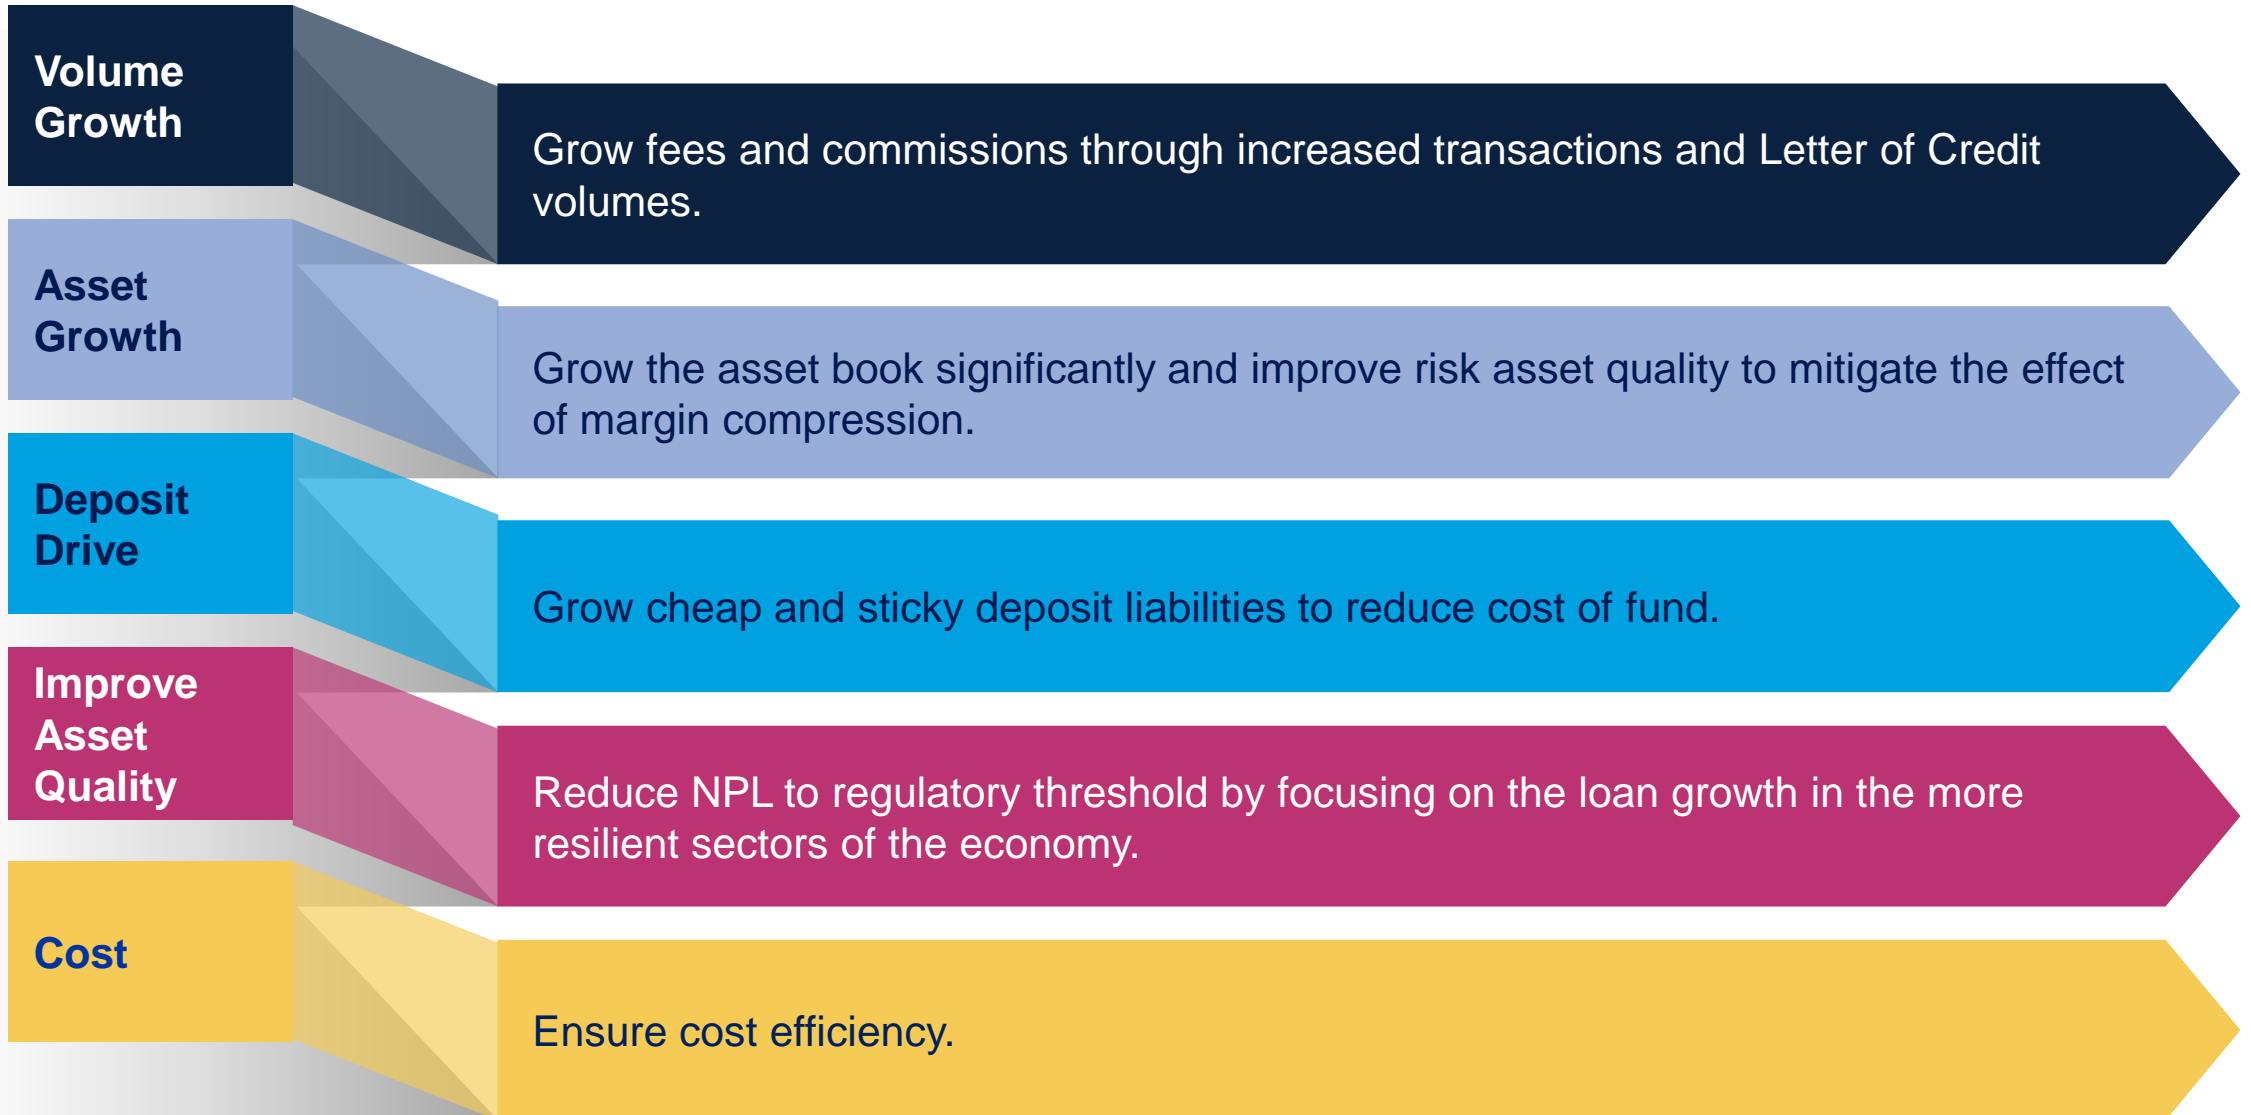 Volume
Growth
Grow fees and commissions through increased transactions and Letter of Credit
volumes.
Asset
Growth
Grow the asset book significantly and improve risk asset quality to mitigate the effect
of margin compression.
Deposit
Drive
Grow cheap and sticky deposit liabilities to reduce cost of fund.
Improve
Asset
Quality
Reduce NPL to regulatory threshold by focusing on the loan growth in the more
resilient sectors of the economy.
Cost
Ensure cost efficiency.